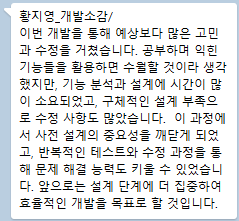 황지영_개발소감/
이번 개발을 통해 예상보다 많은 고민
과 수정을 거쳤습니다. 공부하며 익힌
기능들을 활용하면 수월할 것이라 생각
했지만, 기능 분석과 설계에 시간이 많
이 소요되었고, 구체적인 설계 부족으
로 수정 사항도 많았습니다.  이 과정에
서 사전 설계의 중요성을 깨닫게 되었
고, 반복적인 테스트와 수정 과정을 통
해 문제 해결 능력도 키울 수 있었습니
다. 앞으로는 설계 단계에 더 집중하여
효율적인 개발을 목표로 할 것입니다.